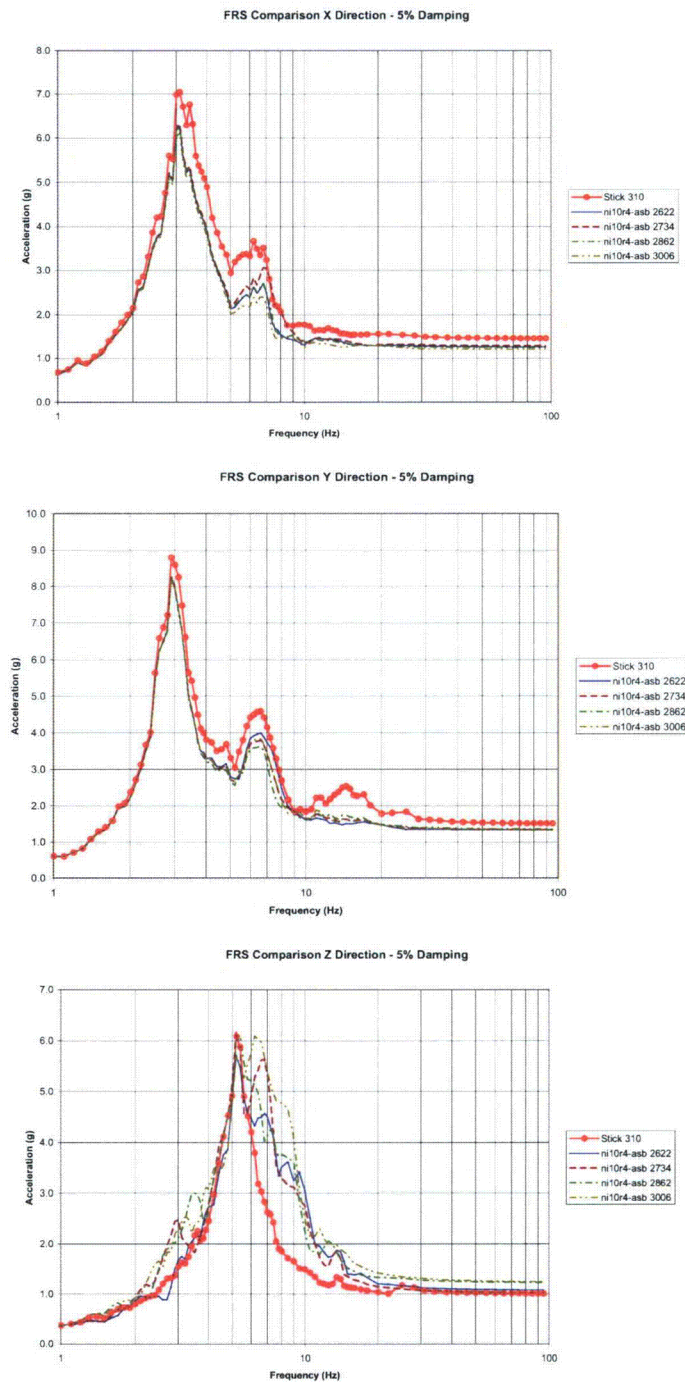 FRS Comparison X Direction - 5% Damping
8.0
7.0
6.0
5.0
4.0
3.0
2.0
1.0
0.0
Acceleration (g)
1
10
100
Frequency (Hz)
Stick 310
ni10r4-asb 2622
ni10r4-asb 2734
ni10r4-asb 2862
ni10r4-asb 3006
FRS Comparison Y Direction - 5% Damping
10.0
9.0
8.0
7.0
6.0
5.0
4.0
3.0
2.0
1.0
0.0
Acceleration (g)
1
10
100
Frequency (Hz)
Stick 310
ni10r4-asb 2622
ni10r4-asb 2734
ni10r4-asb 2862
ni10r4-asb 3006
FRS Comparison Z Direction - 5% Damping
7.0
6.0
5.0
4.0
3.0
2.0
1.0
0.0
Acceleration (g)
1
10
100
Frequency (Hz)
Stick 310
ni10r4-asb 2622
ni10r4-asb 2734
ni10r4-asb 2862
ni10r4-asb 3006